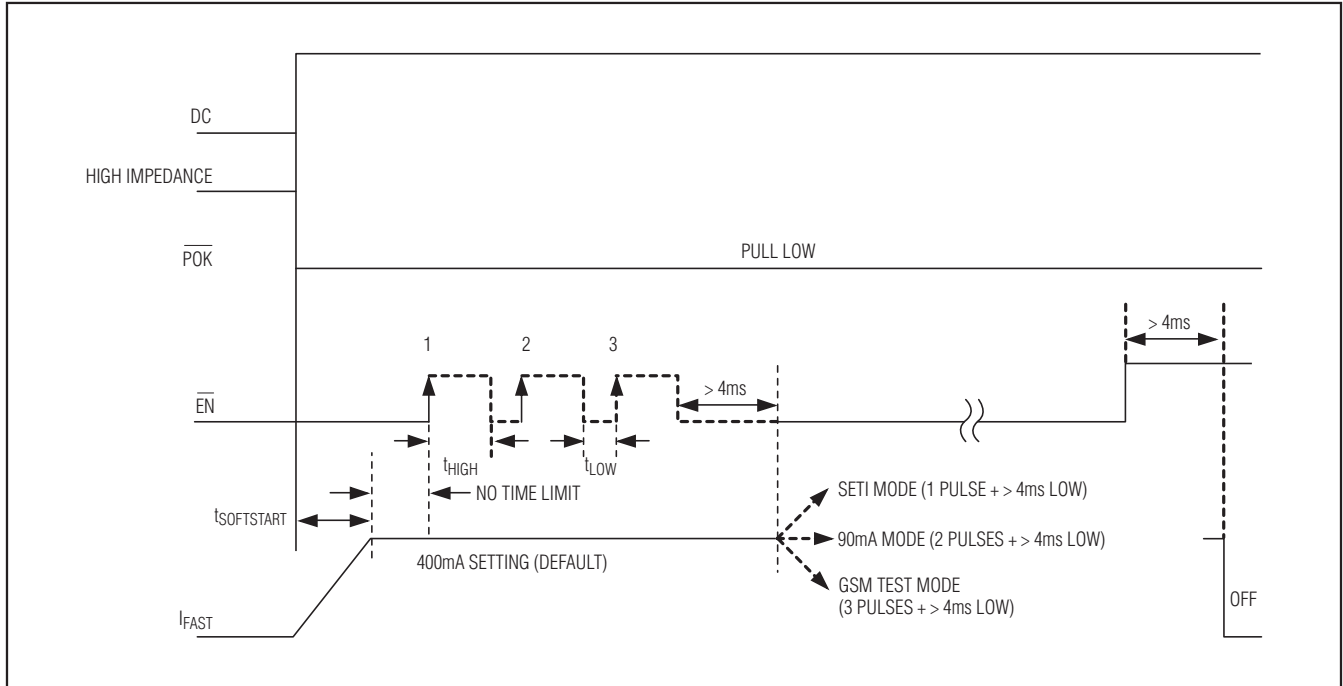 DC
HIGH IMPEDANCE
POK
PULL LOW
1 2 3
> 4ms
> 4ms
EN
tHIGH
tLOW
NO TIME LIMIT
tSOFTSTART
SETI MODE (1 PULSE + > 4ms LOW)
90mA MODE (2 PULSES + > 4ms LOW)
400mA SETTING (DEFAULT)
GSM TEST MODE
(3 PULSES + > 4ms LOW)
IFAST
OFF